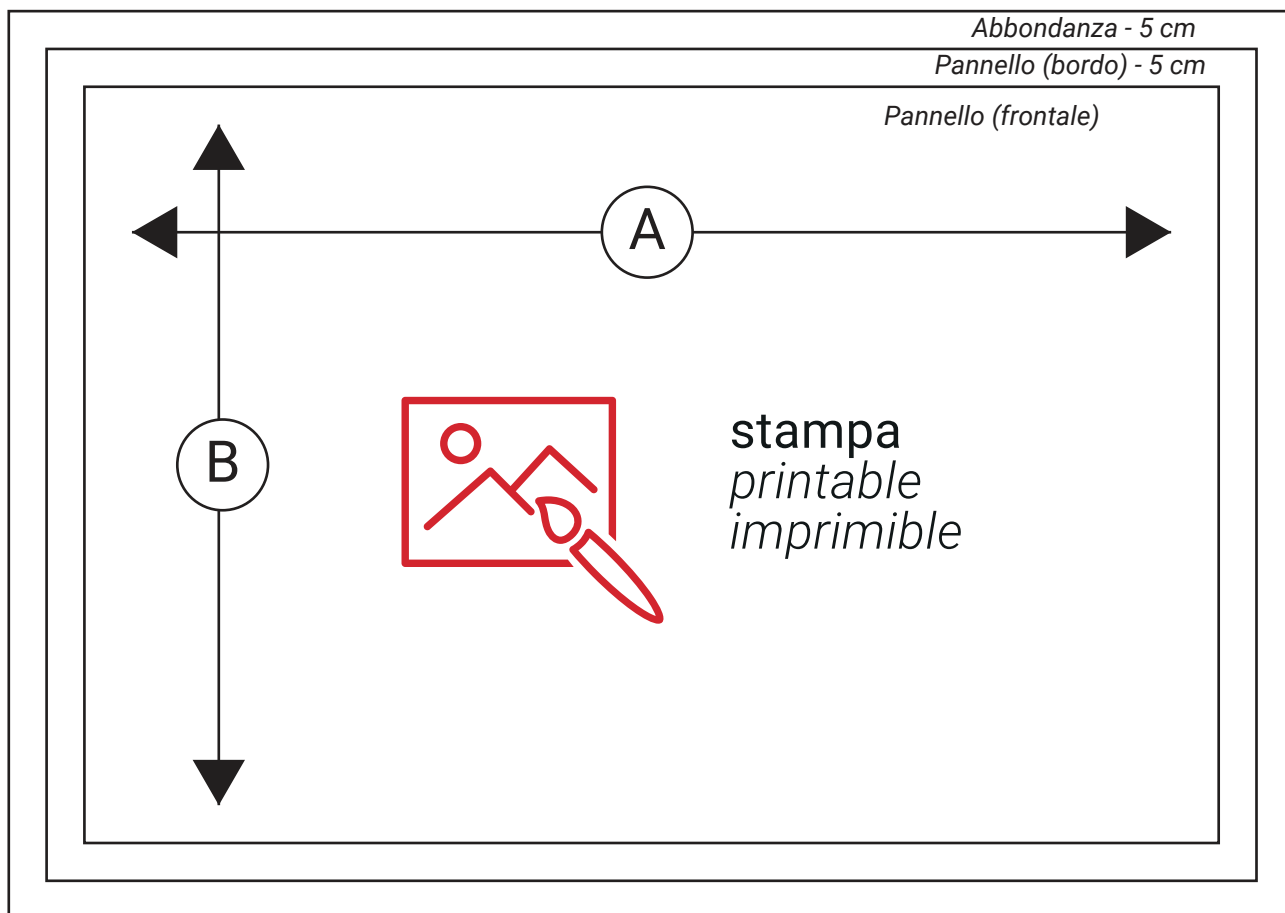 Abbondanza - 5 cm
Pannello (bordo) - 5 cm
Pannello (frontale)
A
B
stampa
printable
imprimible